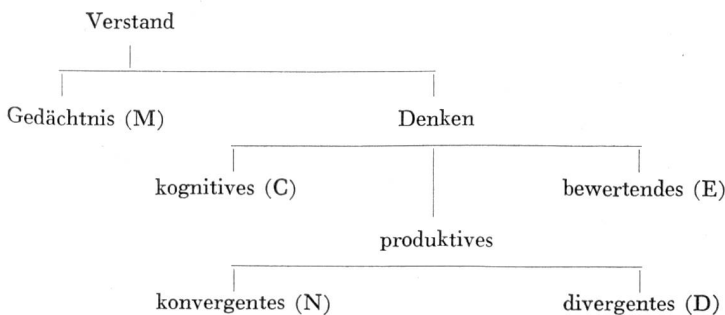 Verstand
Gedächtnis (M) Denken
kognitives (C) bewertendes (E)
produktives
konvergentes (N) divergentes (D)